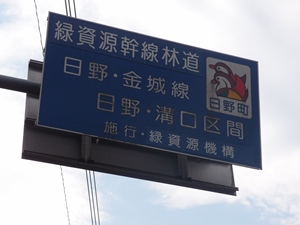 緑資源幹線林道
日野・金城線
日野・溝口区間
施行・緑資源機構
日野町